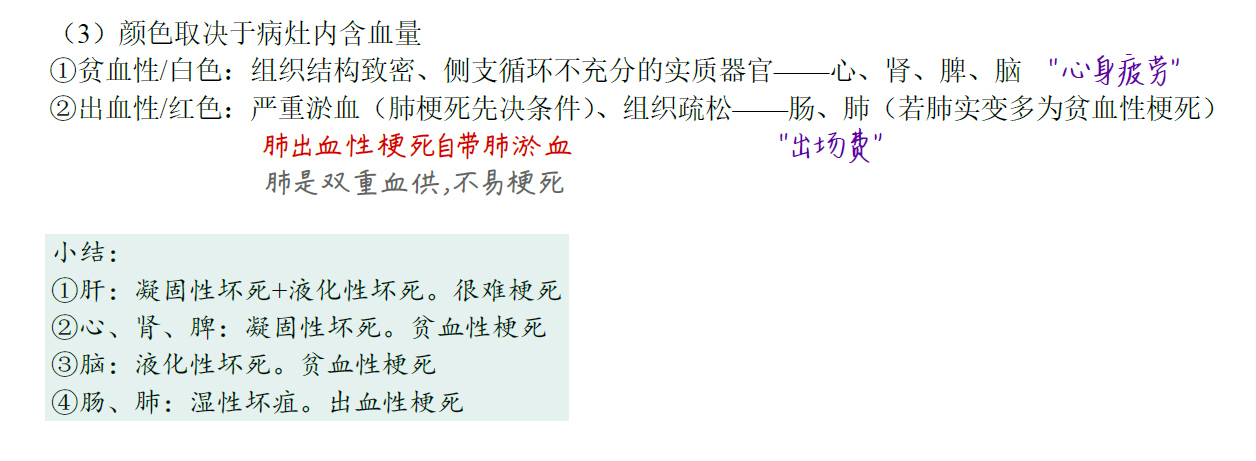 （3）颜色取决于病灶内含血量
①贫血性/白色：组织结构致密、侧支循环不充分的实质器官——心、肾、脾、脑 "心身疲劳"
②出血性/红色：严重淤血（肺梗死先决条件）、组织疏松——肠、肺（若肺实变多为贫血性梗死）
肺出血性梗死自带肺淤血 "出场费"
肺是双重血供,不易梗死
小结：
①肝：凝固性坏死+液化性坏死。很难梗死
②心、肾、脾：凝固性坏死。贫血性梗死
③脑：液化性坏死。贫血性梗死
④肠、肺：湿性坏疽。出血性梗死